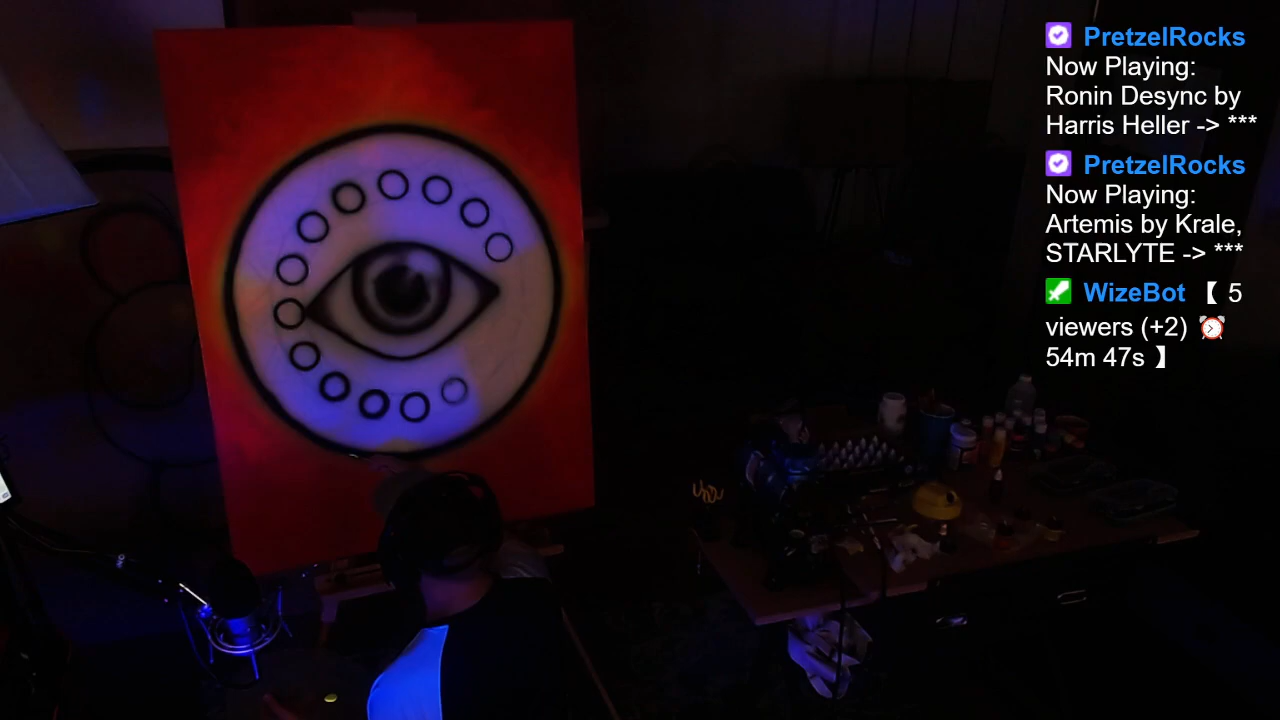 PretzelRocks
Now Playing:
Ronin Desync by
Harris Heller -> ***
PretzelRocks
Now Playing:
Artemis by Krale,
STARLYTE -> ***
WizeBot 【 5
viewers (+2) ⏰
54m 47s 】